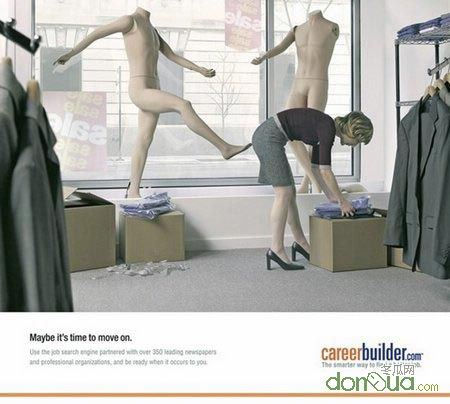 sale
sale
sale
Maybe it's time to move on.
Use the job search engine partnered with over 350 leading newspapers
and professional organizations, and be ready when it occurs to you.
careerbuilder.com
The smarter way to find a job.
冬瓜网
donGua.com